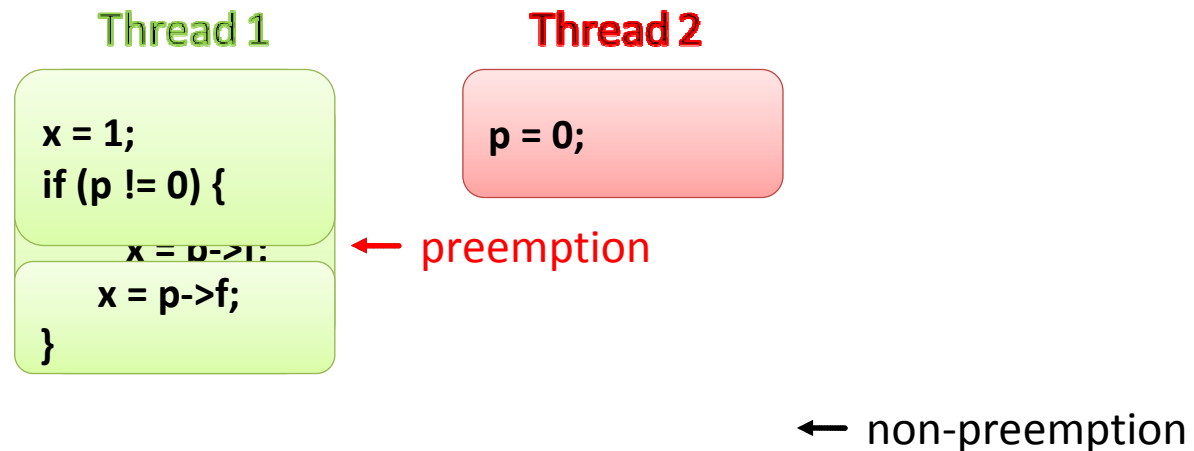 Thread 1
Thread 2
x = 1;
if (p != 0) {
p = 0;
x = p->f;
← preemption
x = p->f;
}
← non-preemption